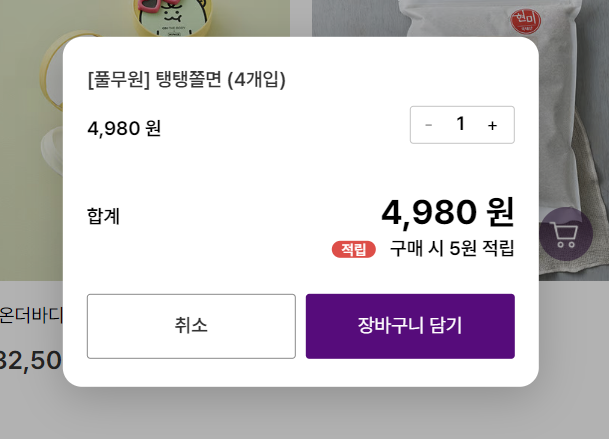 현미
[풀무원] 탱탱쫄면 (4개입)
4,980 원
- 1 +
합계
4,980 원
적립 구매 시 5원 적립
취소
장바구니 담기
온더바디
32,50